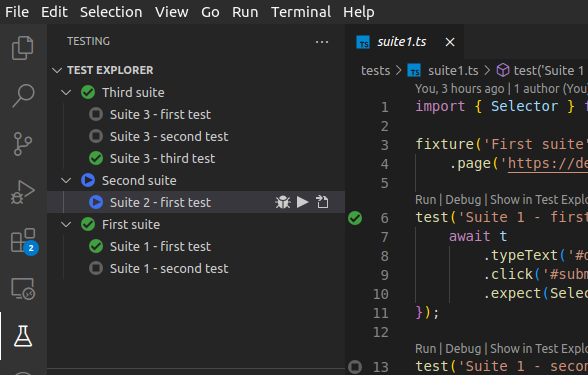 File Edit Selection View Go Run Terminal Help
TESTING
TEST EXPLORER
Third suite
Suite 3 - first test
Suite 3 - second test
Suite 3 - third test
Second suite
Suite 2 - first test
First suite
Suite 1 - first test
Suite 1 - second test
2
TS suite1.ts
tests > TS suite1.ts > test('Suite 1
You, 3 hours ago | 1 author (You)
1 import { Selector } f
2
3 fixture('First suite'
4 .page('https://de
5
Run | Debug | Show in Test Explo
6 test('Suite 1 - first
7 await t
8 .typeText('#d
9 .click('#subm
10 .expect(Selec
11 });
12
Run | Debug | Show in Test Explo
13 test('Suite 1 - secon